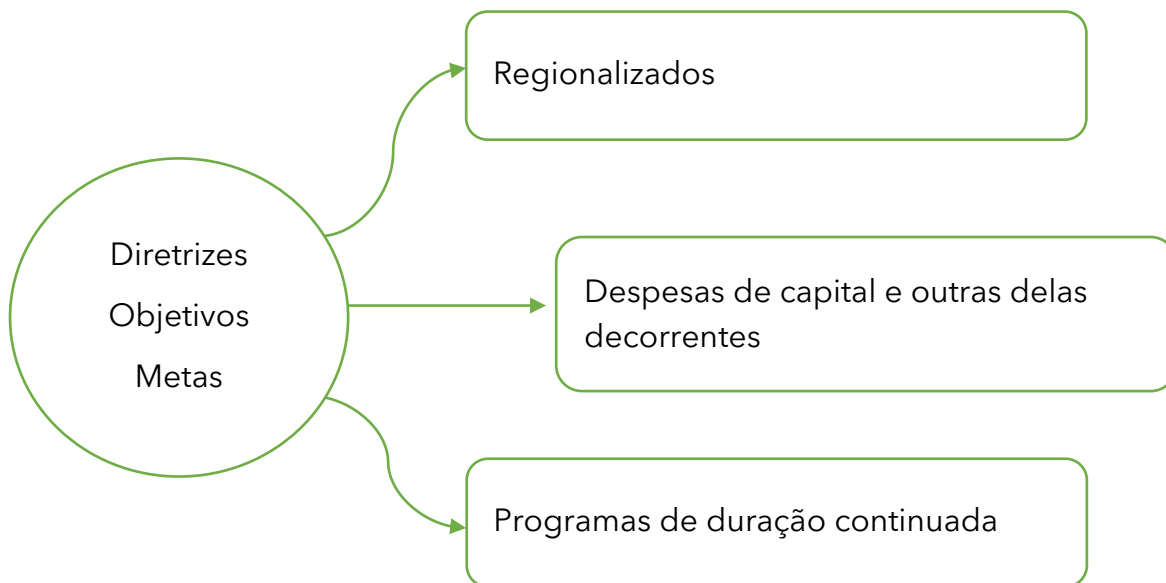 Diretrizes
Objetivos
Metas
Regionalizados
Despesas de capital e outras delas
decorrentes
Programas de duração continuada